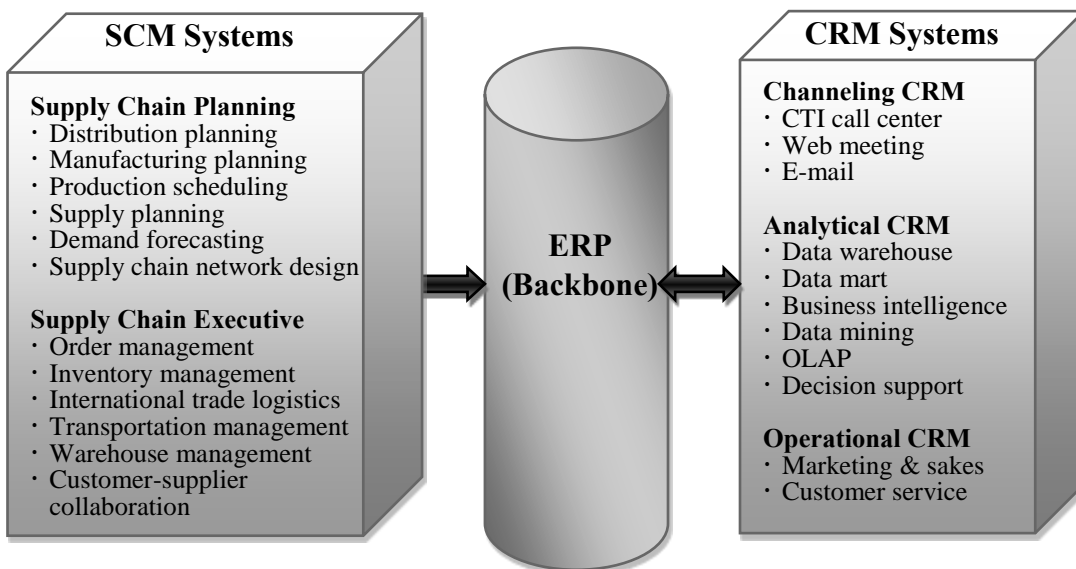 SCM Systems
Supply Chain Planning
· Distribution planning
· Manufacturing planning
· Production scheduling
· Supply planning
· Demand forecasting
· Supply chain network design
Supply Chain Executive
· Order management
· Inventory management
· International trade logistics
· Transportation management
· Warehouse management
· Customer-supplier
collaboration
ERP
(Backbone)
CRM Systems
Channeling CRM
· CTI call center
· Web meeting
· E-mail
Analytical CRM
· Data warehouse
· Data mart
· Business intelligence
· Data mining
· OLAP
· Decision support
Operational CRM
· Marketing & sakes
· Customer service